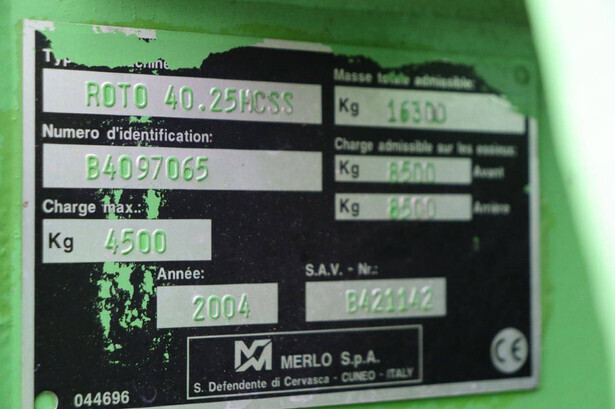 Masse totale admissible:
ROTO 40.25MCSS
Kg 16300
Numero d'identification:
Charge admissible sur les essieux:
B4097065
Kg 8500 Avant
Kg 8500 Arrière
Charge max.:
Kg 4500
Année:
S.A.V. - Nr.:
2004
B421142
MERLO S.p.A.
S. Defendente di Cervasca - CUNEO - ITALY
CE
044696